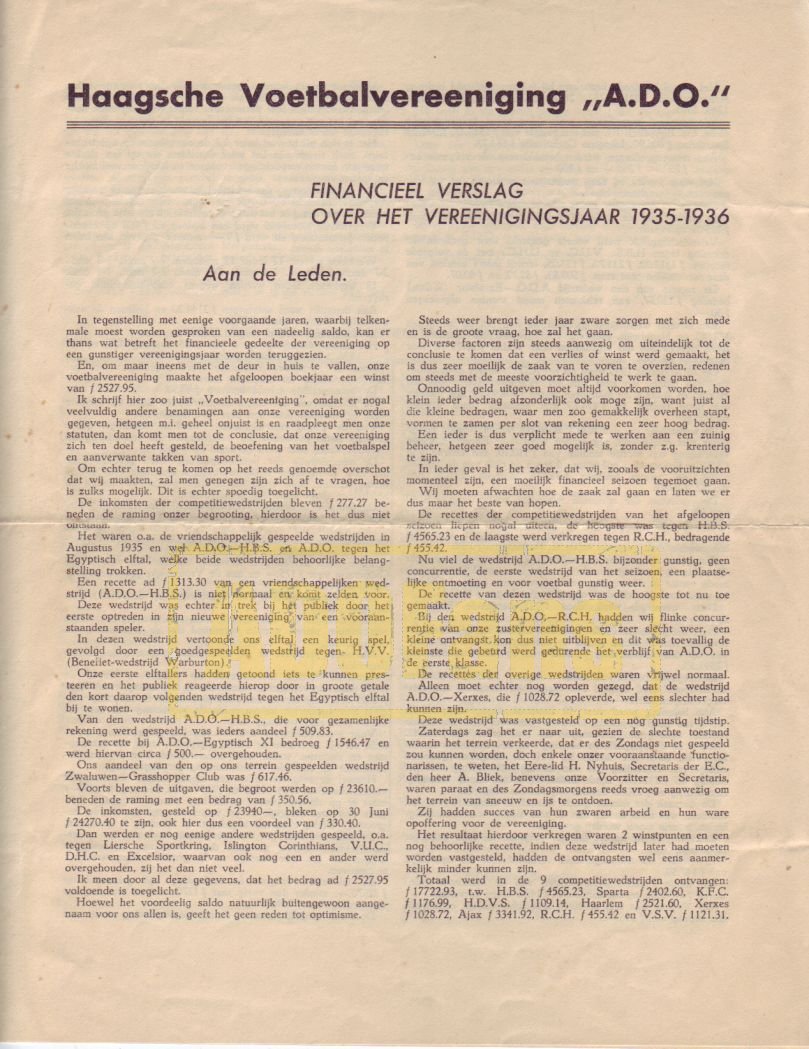 Haagsche Voetbalvereeniging „A.D.O."
FINANCIEEL VERSLAG
OVER HET VEREENIGINGSJAAR 1935-1936
Aan de Leden.
In tegenstelling met eenige voorgaande jaren, waarbij telken-
male moest worden gesproken van een nadeelig saldo, kan er
thans wat betreft het financieele gedeelte der vereeniging op
een gunstiger vereenigingsjaar worden teruggezien.
En, om maar ineens met de deur in huis te vallen, onze
voetbalvereeniging maakte het afgeloopen boekjaar een winst
van ƒ 2527.95.
Ik schrijf hier zoo juist „Voetbalvereeniging", omdat er nogal
veelvuldig andere benamingen aan onze vereeniging worden
gegeven, hetgeen m.i. geheel onjuist is en raadpleegt men onze
statuten, dan komt men tot de conclusie, dat onze vereeniging
zich ten doel heeft gesteld, de beoefening van het voetbalspel
en aanverwante takken van sport.
Om echter terug te komen op het reeds genoemde overschot
dat wij maakten, zal men genegen zijn zich af te vragen, hoe
is zulks mogelijk. Dit is echter spoedig toegelicht.
De inkomsten der competitiewedstrijden bleven ƒ 277.27 be-
neden de raming onzer begrooting, hierdoor is het dus niet
ontstaan.
Het waren o.a. de vriendschappelijk gespeelde wedstrijden in
Augustus 1935 en wel A.D.O.—H.B.S. en A.D.O. tegen het
Egyptisch elftal, welke beide wedstrijden behoorlijke belang-
stelling trokken.
Een recette ad ƒ 1313.30 van een vriendschappelijken wed-
strijd (A.D.O.—H.B.S.) is niet normaal en komt zelden voor.
Deze wedstrijd was echter in trek bij het publiek door het
eerste optreden in zijn nieuwe vereeniging van een vooraan-
staanden speler.
In dezen wedstrijd vertoonde ons elftal een keurig spel,
gevolgd door een goedgespeelden wedstrijd tegen H.V.V.
(Benefiet-wedstrijd Warburton).
Onze eerste elftallers hadden getoond iets te kunnen pres-
teeren en het publiek reageerde hierop door in groote getale
den kort daarop volgenden wedstrijd tegen het Egyptisch elftal
bij te wonen.
Van den wedstrijd A.D.O.—H.B.S., die voor gezamenlijke
rekening werd gespeeld, was ieders aandeel ƒ 509.83.
De recette bij A.D.O.—Egyptisch XI bedroeg ƒ 1546.47 en
werd hiervan circa ƒ 500.— overgehouden.
Ons aandeel van den op ons terrein gespeelden wedstrijd
Zwaluwen—Grasshopper Club was ƒ 617.46.
Voorts bleven de uitgaven, die begroot werden op ƒ 23610.—
beneden de raming met een bedrag van ƒ 350.56.
De inkomsten, gesteld op ƒ 23940—, bleken op 30 Juni
ƒ 24270.40 te zijn, ook hier dus een voordeel van ƒ 330.40.
Dan werden er nog eenige andere wedstrijden gespeeld, o.a.
tegen Liersche Sportkring, Islington Corinthians, V.U.C.,
D.H.C. en Excelsior, waarvan ook nog een en ander werd
overgehouden, zij het dan niet veel.
Ik meen door al deze gegevens, dat het bedrag ad ƒ 2527.95
voldoende is toegelicht.
Hoewel het voordeelig saldo natuurlijk buitengewoon aange-
naam voor ons allen is, geeft het geen reden tot optimisme.
Steeds weer brengt ieder jaar zware zorgen met zich mede
en is de groote vraag, hoe zal het gaan.
Diverse factoren zijn steeds aanwezig om uiteindelijk tot de
conclusie te komen dat een verlies of winst werd gemaakt, het
is dus zeer moeilijk de zaak van te voren te overzien, redenen
om steeds met de meeste voorzichtigheid te werk te gaan.
Onnoodig geld uitgeven moet altijd voorkomen worden, hoe
klein ieder bedrag afzonderlijk ook moge zijn, want juist al
die kleine bedragen, waar men zoo gemakkelijk overheen stapt,
vormen te zamen per slot van rekening een zeer hoog bedrag.
Een ieder is dus verplicht mede te werken aan een zuinig
beheer, hetgeen zeer goed mogelijk is, zonder z.g. krenterig
te zijn.
In ieder geval is het zeker, dat wij, zooals de vooruitzichten
momenteel zijn, een moeilijk financieel seizoen tegemoet gaan.
Wij moeten afwachten hoe de zaak zal gaan en laten we er
dus maar het beste van hopen.
De recettes der competitiewedstrijden van het afgeloopen
seizoen liepen nogal uiteen, de hoogste was tegen H.B.S.
ƒ 4565.23 en de laagste werd verkregen tegen R.C.H., bedragende
ƒ 455.42.
Nu viel de wedstrijd A.D.O.—H.B.S. bijzonder gunstig, geen
concurrentie, de eerste wedstrijd van het seizoen, een plaatse-
lijke ontmoeting en voor voetbal gunstig weer.
De recette van dezen wedstrijd was de hoogste tot nu toe
gemaakt.
Bij den wedstrijd A.D.O.—R.C.H. hadden wij flinke concur-
rentie van onze zustervereenigingen en zeer slecht weer, een
kleine ontvangst kon dus niet uitblijven en dit was toevallig de
kleinste die gebeurd werd gedurende het verblijf van A.D.O. in
de eerste klasse.
De recettes der overige wedstrijden waren vrijwel normaal.
Alleen moet echter nog worden gezegd, dat de wedstrijd
A.D.O.—Xerxes, die ƒ 1028.72 opleverde, wel eens slechter had
kunnen zijn.
Deze wedstrijd was vastgesteld op een nog gunstig tijdstip.
Zaterdags zag het er naar uit, gezien de slechte toestand
waarin het terrein verkeerde, dat er des Zondags niet gespeeld
zou kunnen worden, doch enkele onzer vooraanstaande functio-
narissen, te weten, het Eere-lid H. Nyhuis, Secretaris der E.C.,
den heer A. Bliek, benevens onze Voorzitter en Secretaris,
waren paraat en des Zondagsmorgens reeds vroeg aanwezig om
het terrein van sneeuw en ijs te ontdoen.
Zij hadden succes van hun zwaren arbeid en hun ware
opoffering voor de vereeniging.
Het resultaat hierdoor verkregen waren 2 winstpunten en een
nog behoorlijke recette, indien deze wedstrijd later had moeten
worden vastgesteld, hadden de ontvangsten wel eens aanmer-
kelijk minder kunnen zijn.
Totaal werd in de 9 competitiewedstrijden ontvangen:
ƒ 17722.93, t.w. H.B.S. ƒ 4565.23, Sparta ƒ 2402.60, K.F.C.
ƒ 1176.99, H.D.V.S. ƒ 1109.14, Haarlem ƒ 2521.60, Xerxes
ƒ 1028.72, Ajax ƒ 3341.92, R.C.H. ƒ 455.42 en V.S.V. ƒ 1121.31.